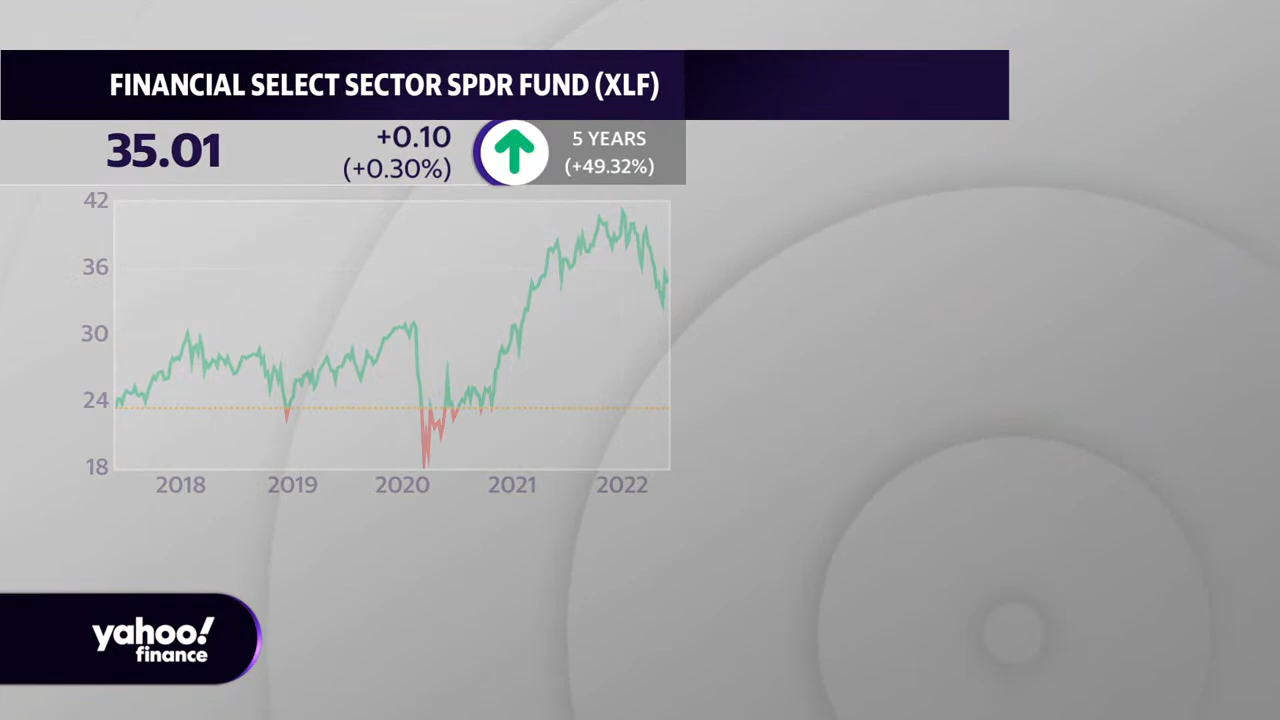 FINANCIAL SELECT SECTOR SPDR FUND (XLF)
35.01
+0.10
(+0.30%)
5 YEARS
(+49.32%)
42
36
30
24
18
2018 2019 2020 2021 2022
yahoo!
finance